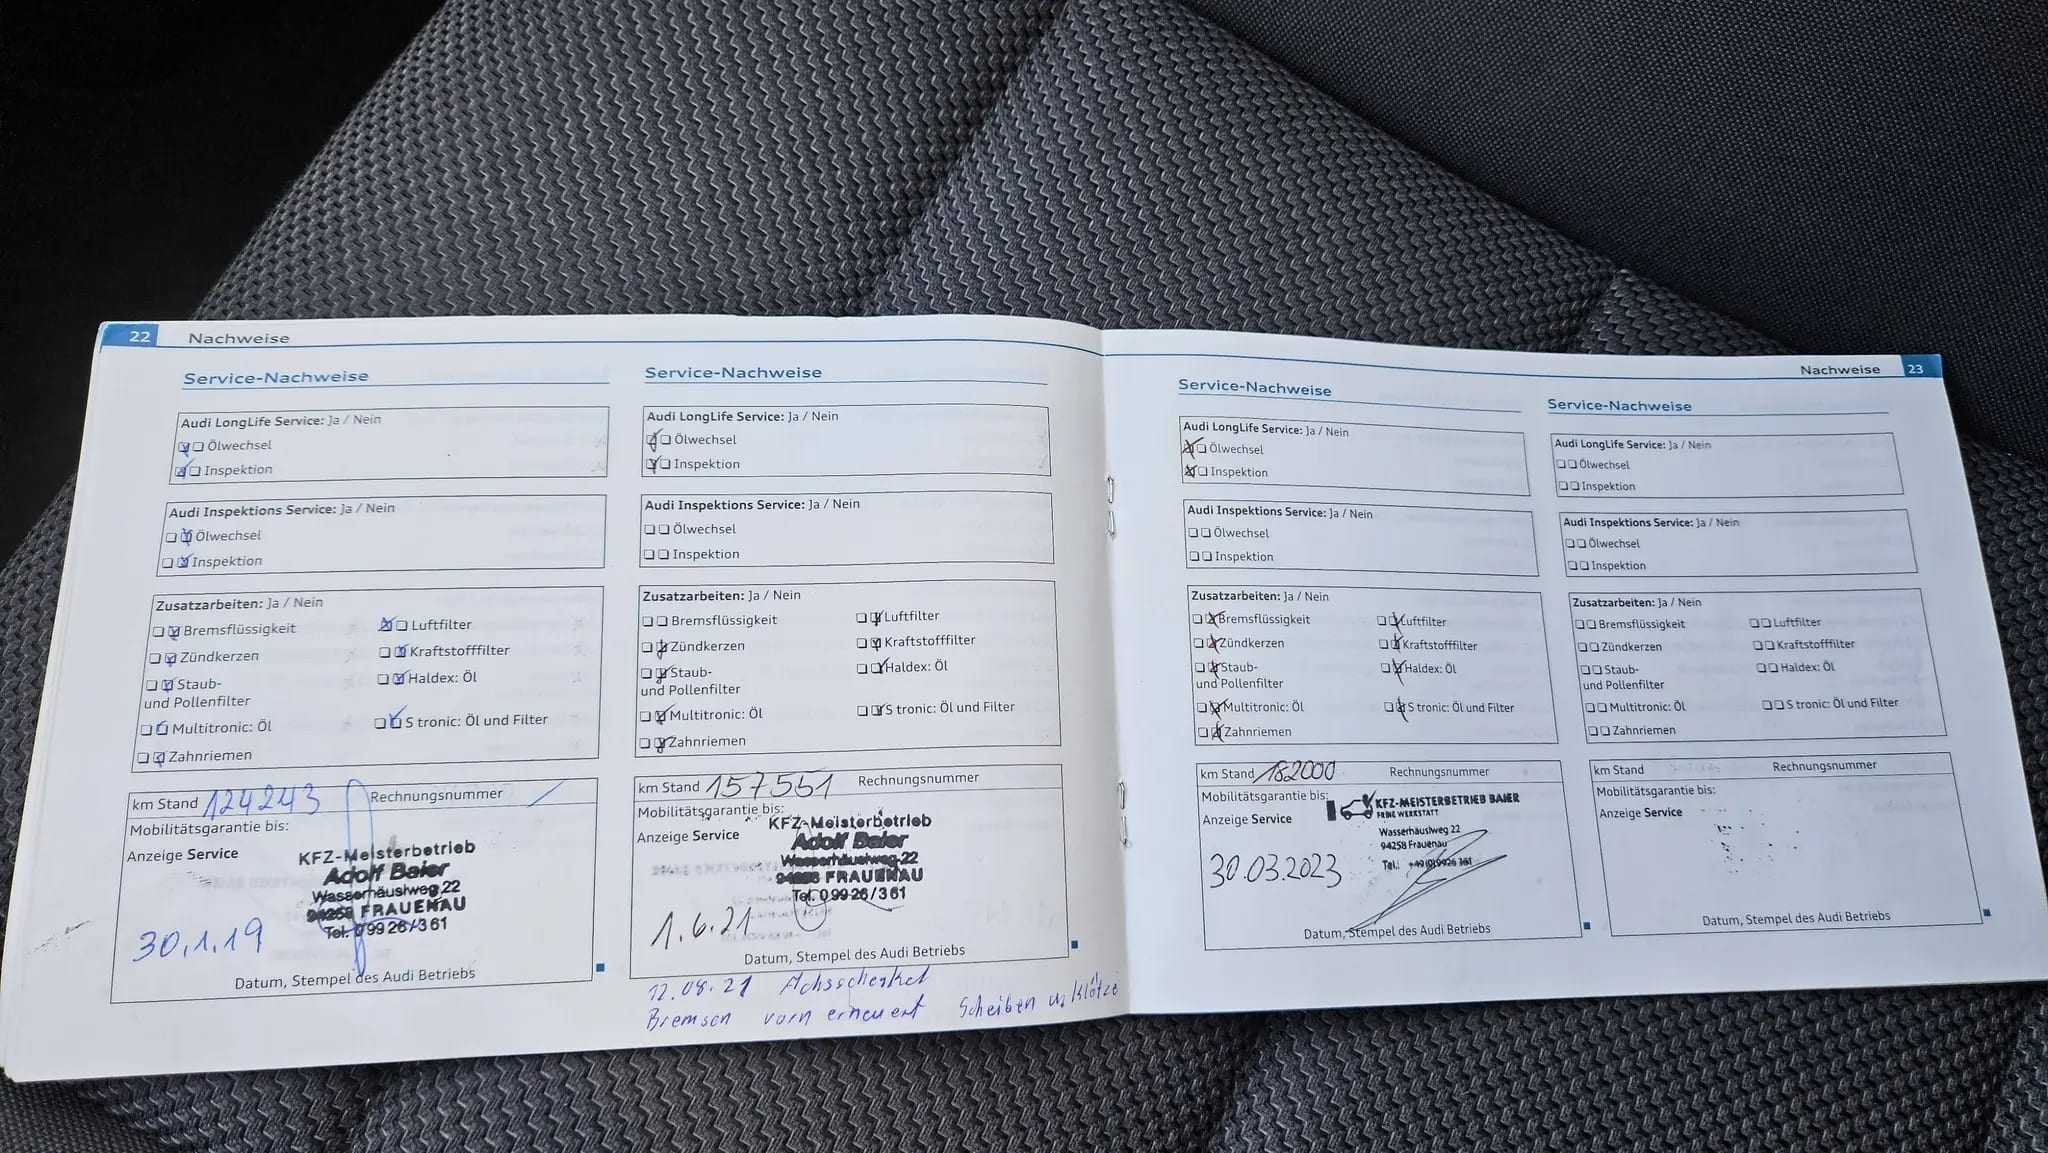 22 Nachweise
Service-Nachweise
Audi LongLife Service: Ja / Nein
Ölwechsel
Inspektion
Audi Inspektions Service: Ja / Nein
Ölwechsel
Inspektion
Zusatzarbeiten: Ja / Nein
Bremsflüssigkeit Luftfilter
Zündkerzen Kraftstofffilter
Staub- Haldex: Öl
und Pollenfilter
Multitronic: Öl S tronic: Öl und Filter
Zahnriemen
km Stand 124243 Rechnungsnummer
Mobilitätsgarantie bis:
Anzeige Service
KFZ-Meisterbetrieb
Adolf Baier
Wasserhäuslweg 22
94258 FRAUENAU
Tel. 09926/361
30.1.19
Datum, Stempel des Audi Betriebs
Service-Nachweise
Audi LongLife Service: Ja / Nein
Ölwechsel
Inspektion
Audi Inspektions Service: Ja / Nein
Ölwechsel
Inspektion
Zusatzarbeiten: Ja / Nein
Bremsflüssigkeit Luftfilter
Zündkerzen Kraftstofffilter
Staub- Haldex: Öl
und Pollenfilter
Multitronic: Öl S tronic: Öl und Filter
Zahnriemen
km Stand 157551 Rechnungsnummer
Mobilitätsgarantie bis:
Anzeige Service
KFZ-Meisterbetrieb
Adolf Baier
Wasserhäuslweg 22
94258 FRAUENAU
Tel. 09926/361
1.6.21
Datum, Stempel des Audi Betriebs
12.08.21 Achsschenkel
Bremsen vorn erneuert Scheiben u. Klötze
Nachweise 23
Service-Nachweise
Audi LongLife Service: Ja / Nein
Ölwechsel
Inspektion
Audi Inspektions Service: Ja / Nein
Ölwechsel
Inspektion
Zusatzarbeiten: Ja / Nein
Bremsflüssigkeit Luftfilter
Zündkerzen Kraftstofffilter
Staub- Haldex: Öl
und Pollenfilter
Multitronic: Öl S tronic: Öl und Filter
Zahnriemen
km Stand 182000 Rechnungsnummer
Mobilitätsgarantie bis:
Anzeige Service
KFZ-MEISTERBETRIEB BAIER
FREIE WERKSTATT
Wasserhäuslweg 22
94258 Frauenau
Tel.: +49(0)9926 361
30.03.2023
Datum, Stempel des Audi Betriebs
Service-Nachweise
Audi LongLife Service: Ja / Nein
Ölwechsel
Inspektion
Audi Inspektions Service: Ja / Nein
Ölwechsel
Inspektion
Zusatzarbeiten: Ja / Nein
Bremsflüssigkeit Luftfilter
Zündkerzen Kraftstofffilter
Staub- Haldex: Öl
und Pollenfilter
Multitronic: Öl S tronic: Öl und Filter
Zahnriemen
km Stand Rechnungsnummer
Mobilitätsgarantie bis:
Anzeige Service
Datum, Stempel des Audi Betriebs